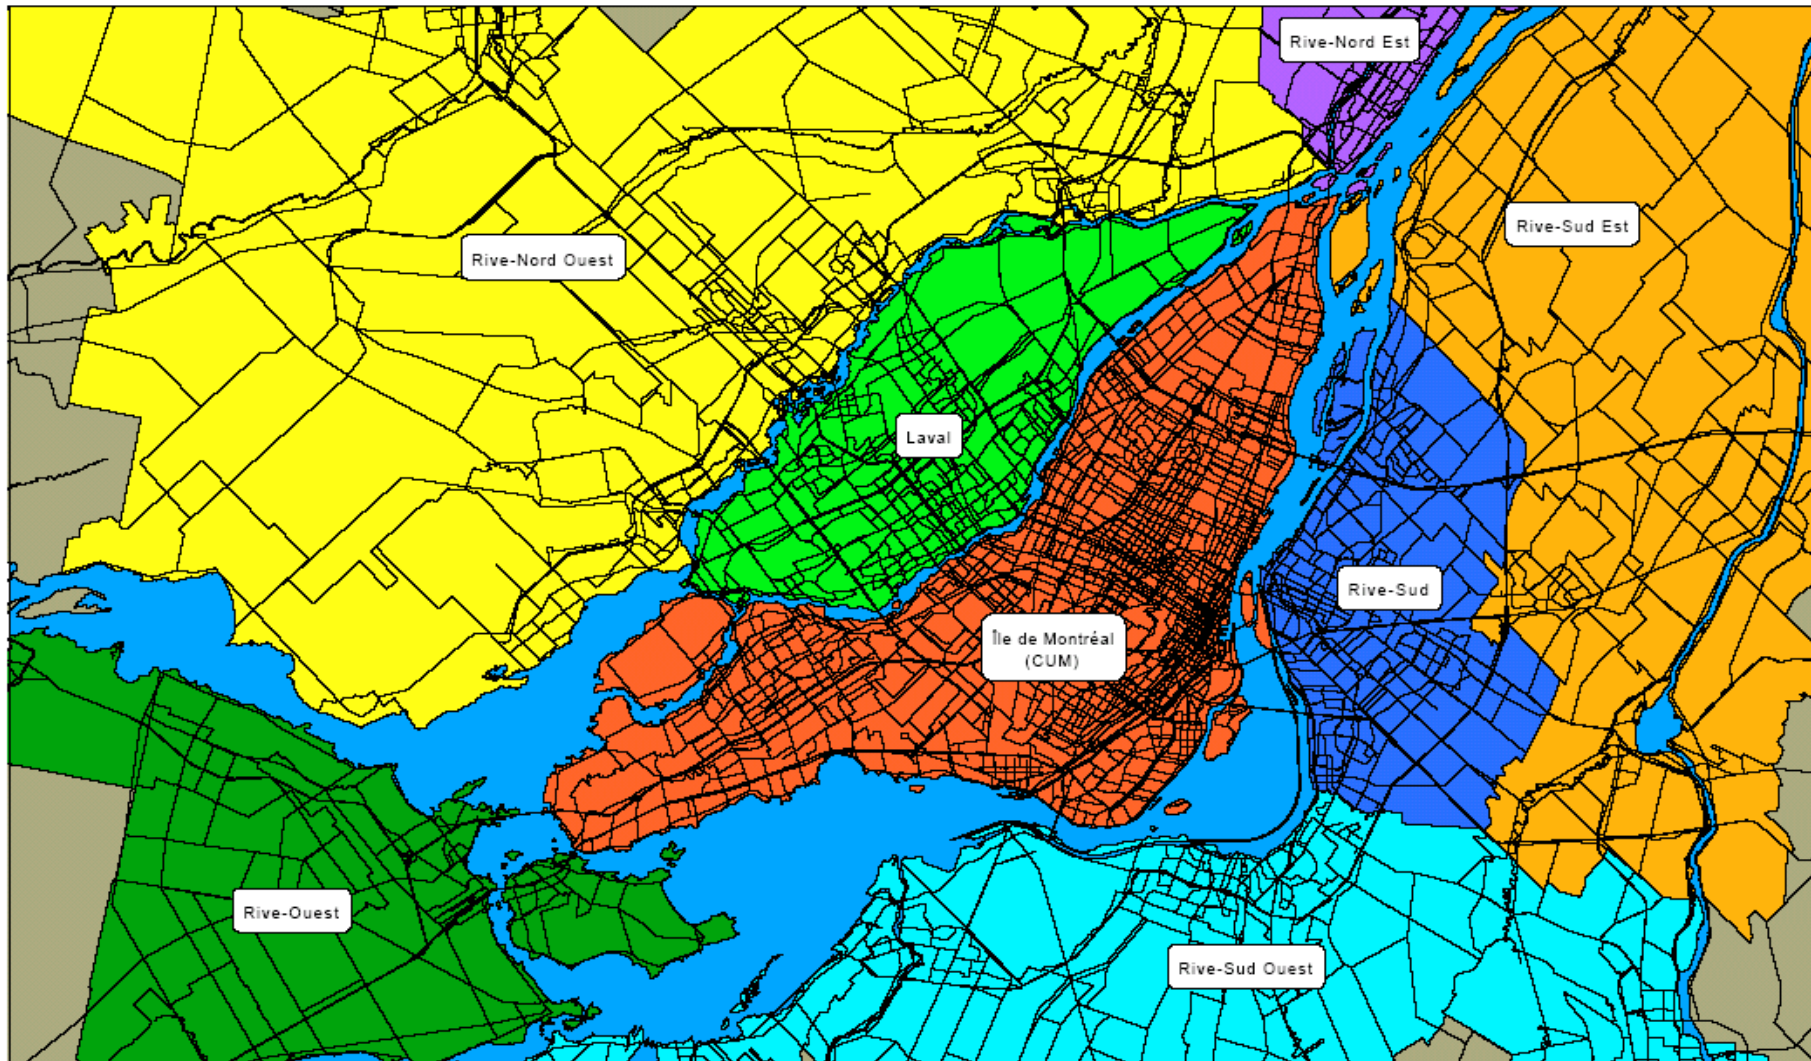 Rive-Nord Est
Rive-Sud Est
Rive-Nord Ouest
Laval
Rive-Sud
Île de Montréal
(CUM)
Rive-Ouest
Rive-Sud Ouest